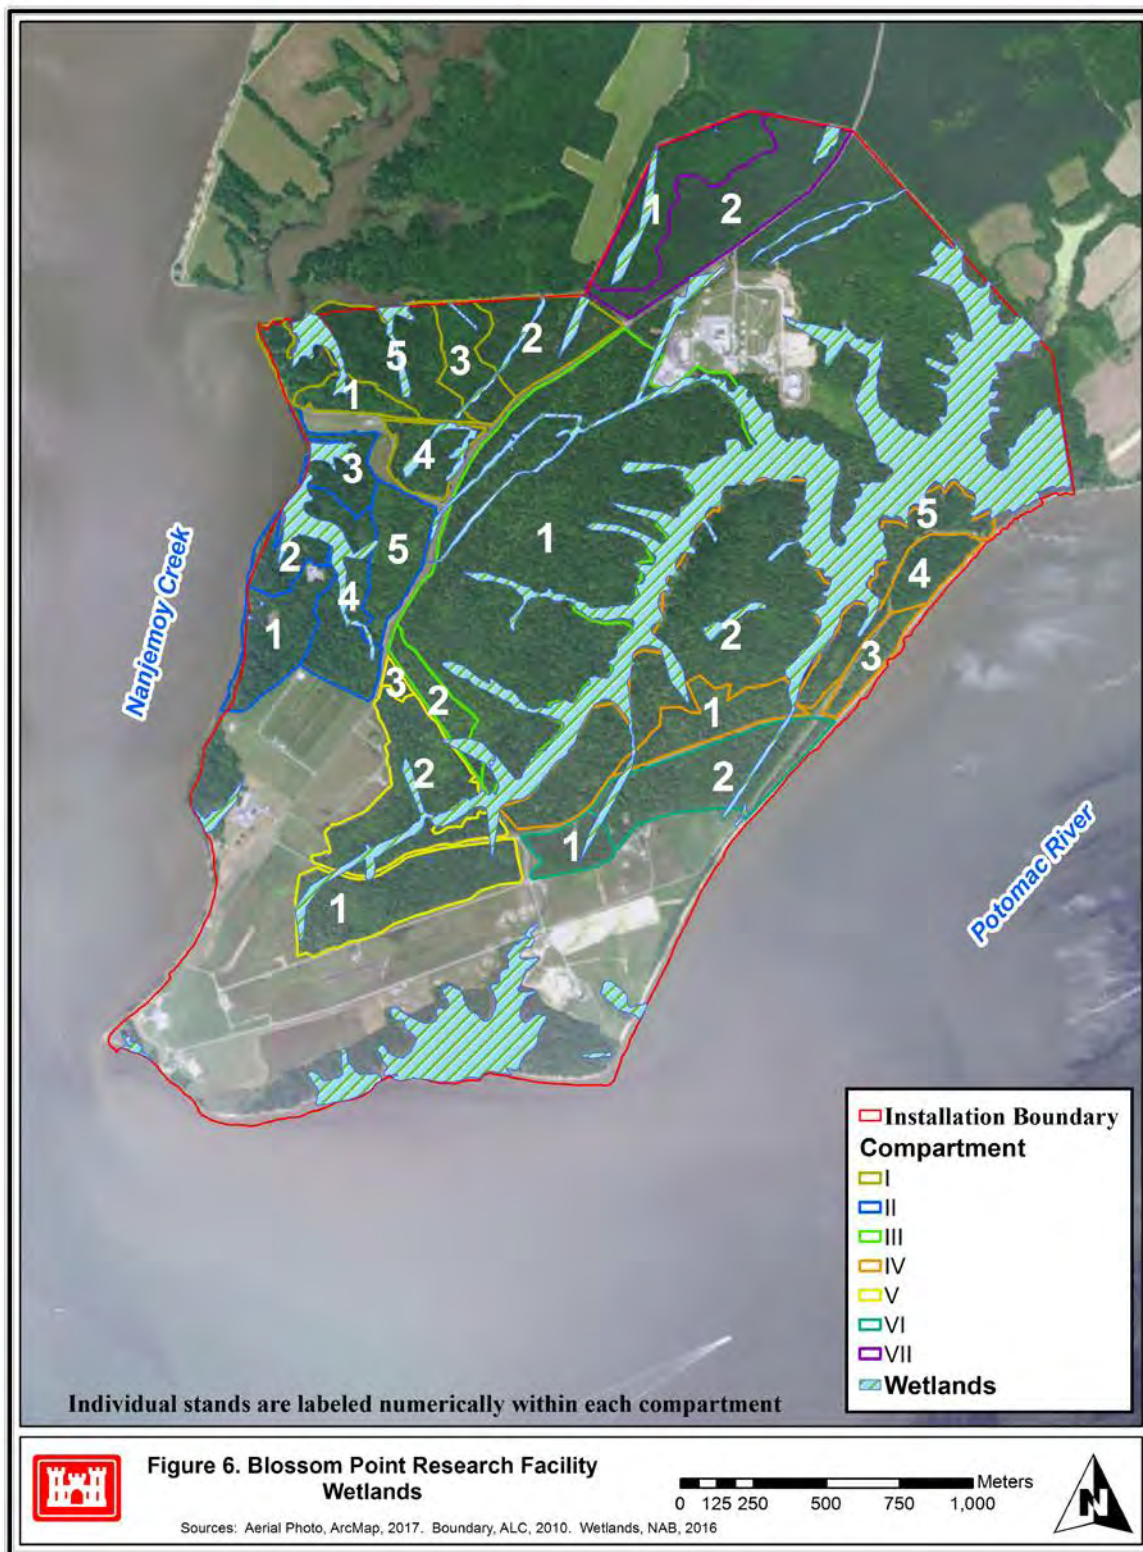 1
2
5
3
2
1
4
3
5
5
1
2
4
4
2
1
3
3
2
1
2
2
1
1
Nanjemoy Creek
Potomac River
Installation Boundary
Compartment
I
II
III
IV
V
VI
VII
Wetlands
Individual stands are labeled numerically within each compartment
Figure 6. Blossom Point Research Facility
Wetlands
Meters
0 125 250 500 750 1,000
Sources: Aerial Photo, ArcMap, 2017. Boundary, ALC, 2010. Wetlands, NAB, 2016
N